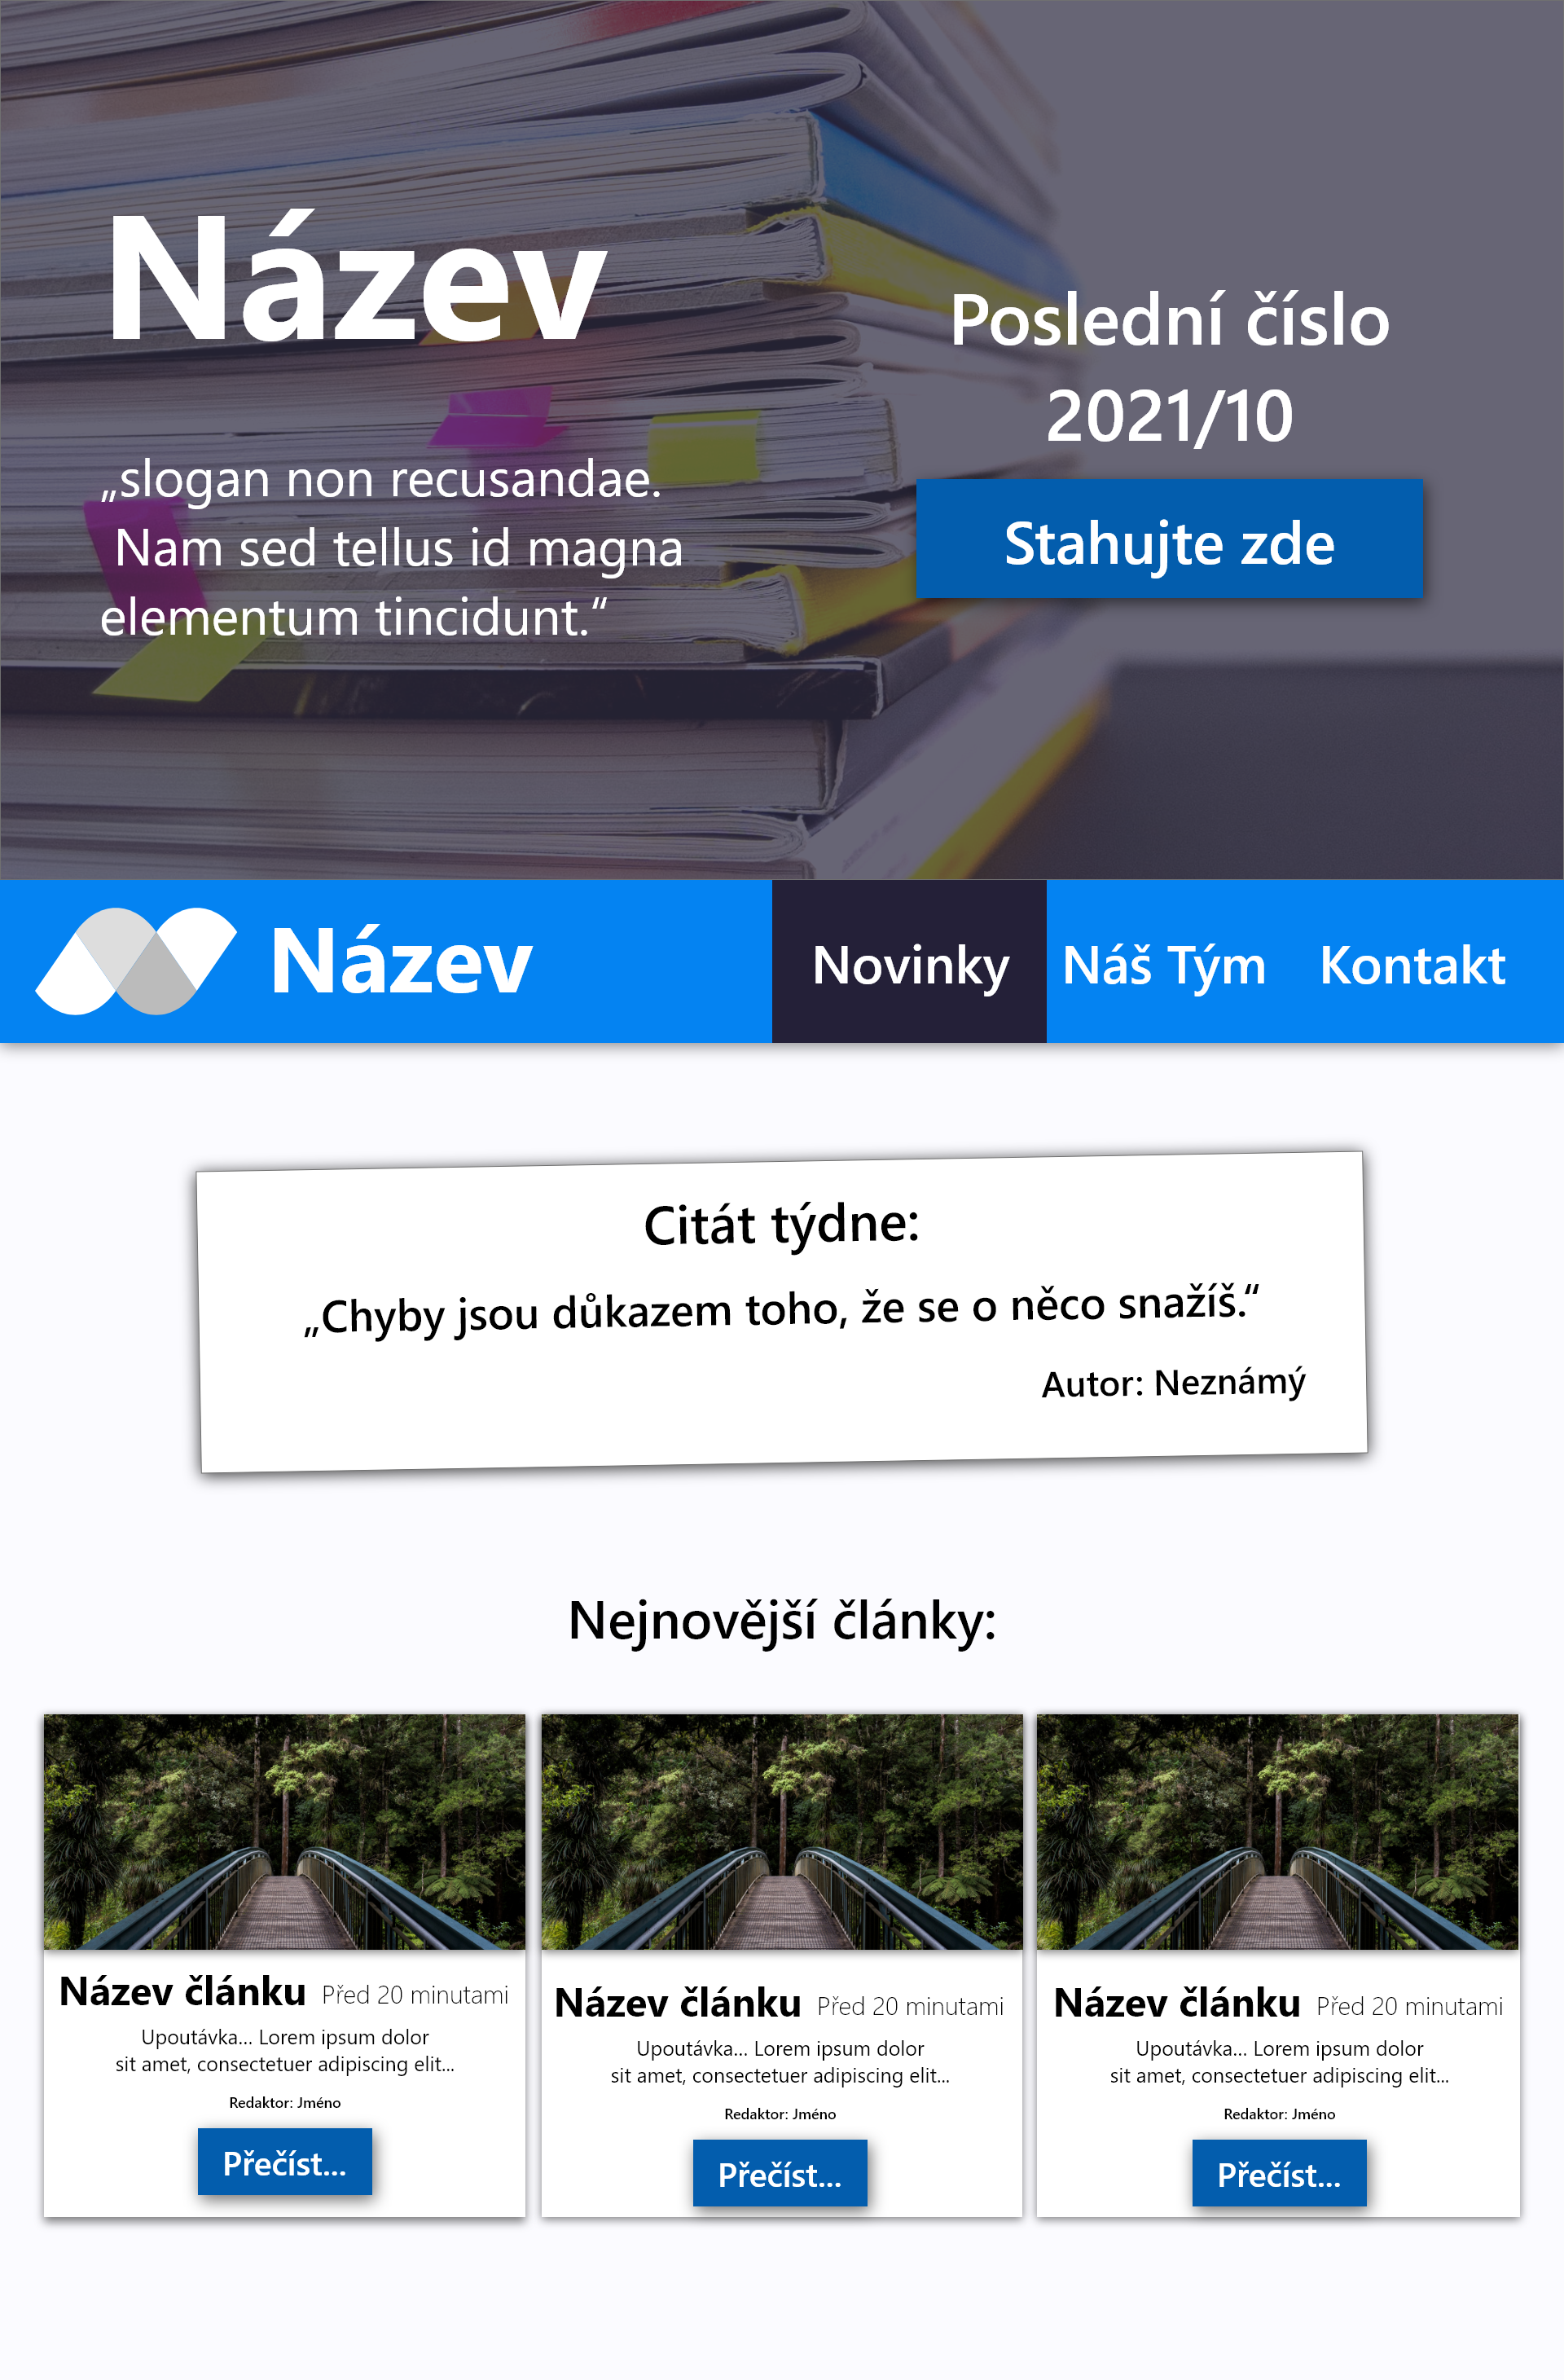 Název
„slogan non recusandae.
Nam sed tellus id magna
elementum tincidunt.“
Poslední číslo
2021/10
Stahujte zde
Název
Novinky
Náš Tým
Kontakt
Citát týdne:
„Chyby jsou důkazem toho, že se o něco snažíš.“
Autor: Neznámý
Nejnovější články:
Název článku Před 20 minutami
Upoutávka... Lorem ipsum dolor
sit amet, consectetuer adipiscing elit...
Redaktor: Jméno
Přečíst...
Název článku Před 20 minutami
Upoutávka... Lorem ipsum dolor
sit amet, consectetuer adipiscing elit...
Redaktor: Jméno
Přečíst...
Název článku Před 20 minutami
Upoutávka... Lorem ipsum dolor
sit amet, consectetuer adipiscing elit...
Redaktor: Jméno
Přečíst...